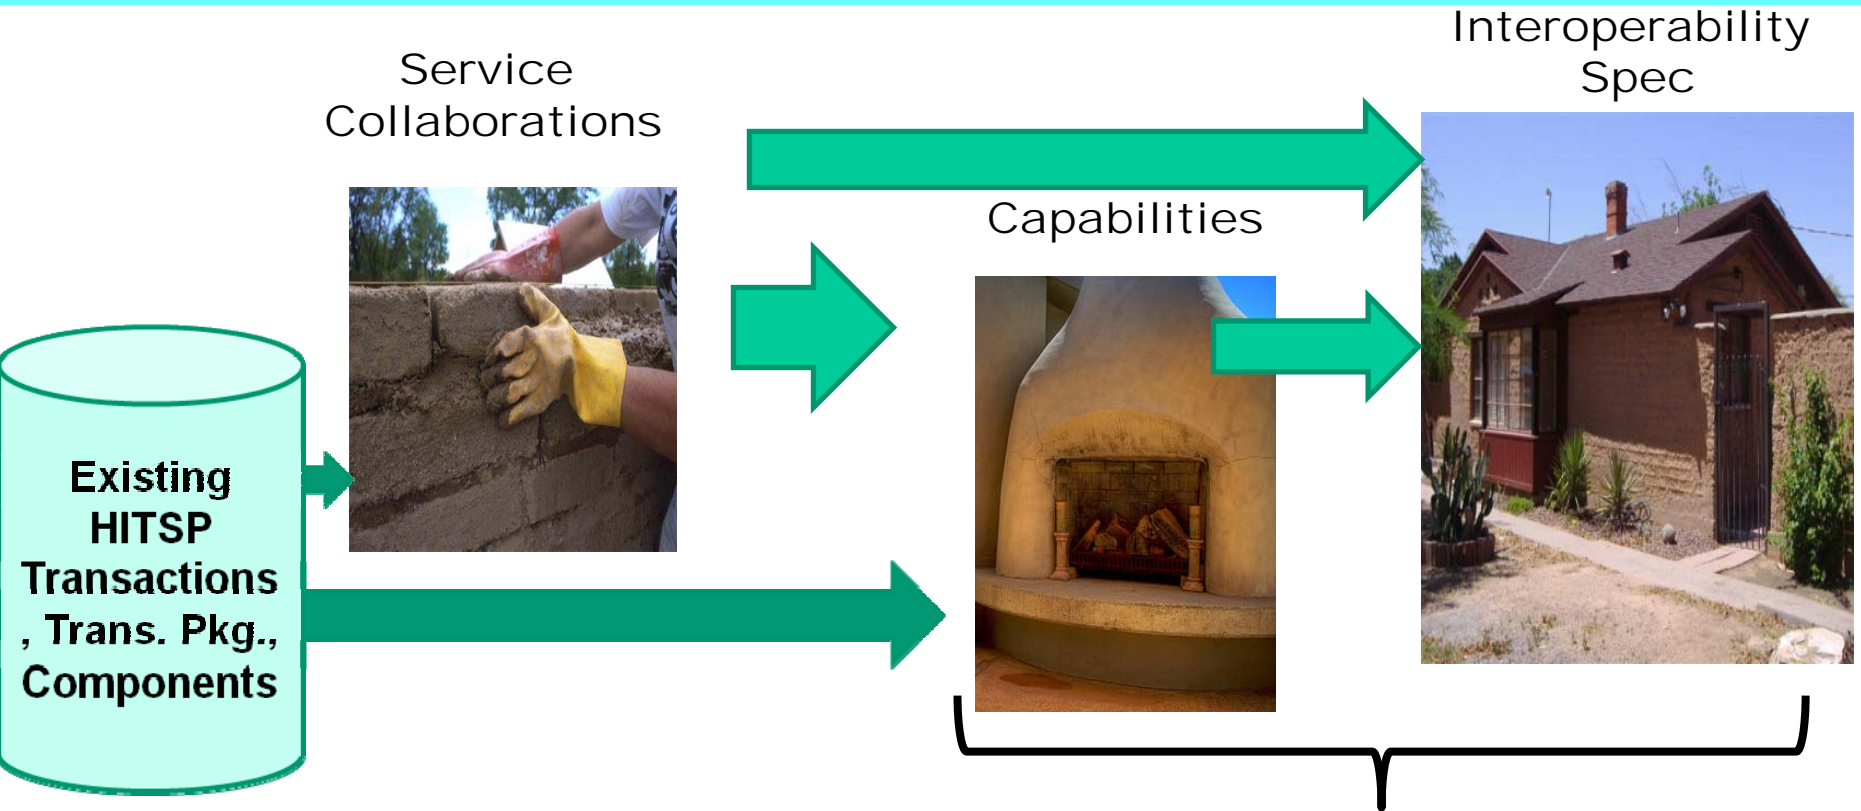 Interoperability
Spec
Service
Collaborations
Capabilities
Existing
HITSP
Transactions
, Trans. Pkg.,
Components